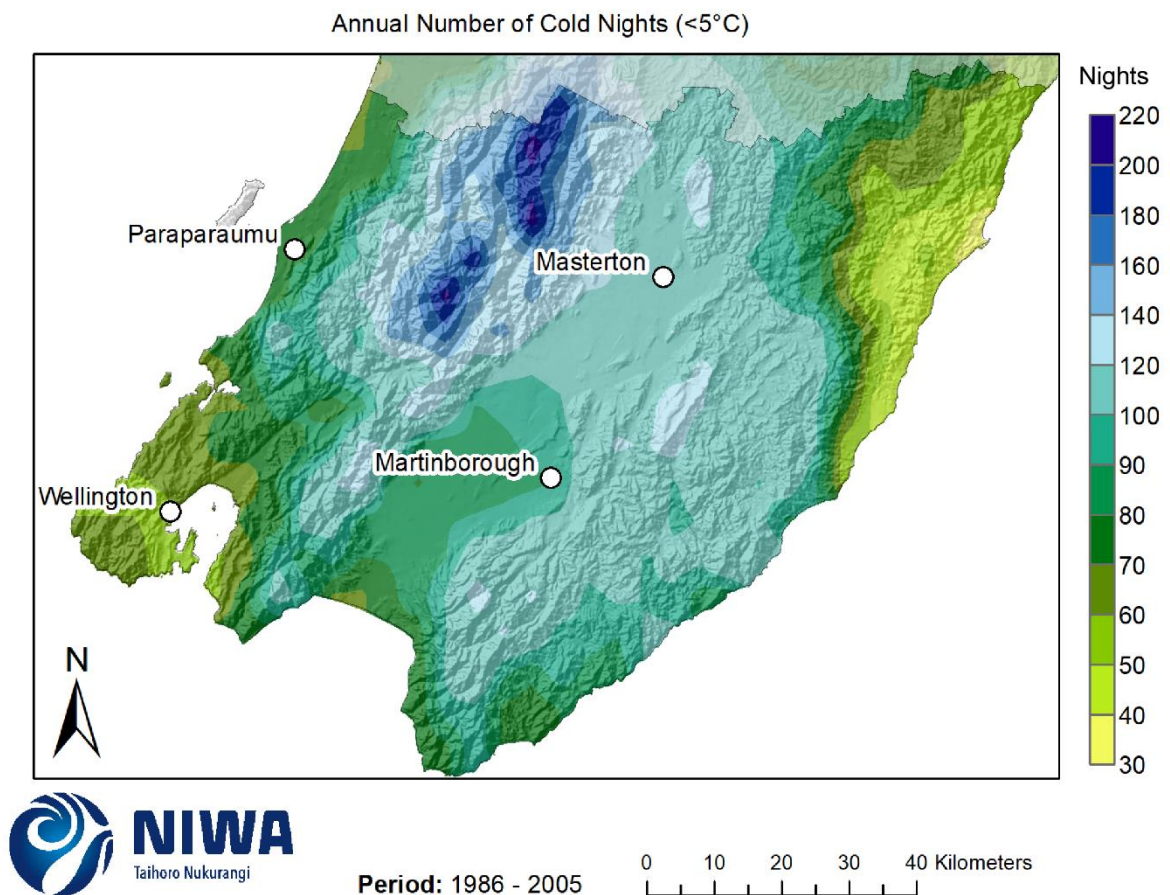 Annual Number of Cold Nights (<5°C)
Nights
220
200
180
160
140
120
100
90
80
70
60
50
40
30
Paraparaumu
Masterton
Martinborough
Wellington
N
NIWA
Taihoro Nukurangi
Period: 1986 - 2005
0 10 20 30 40 Kilometers